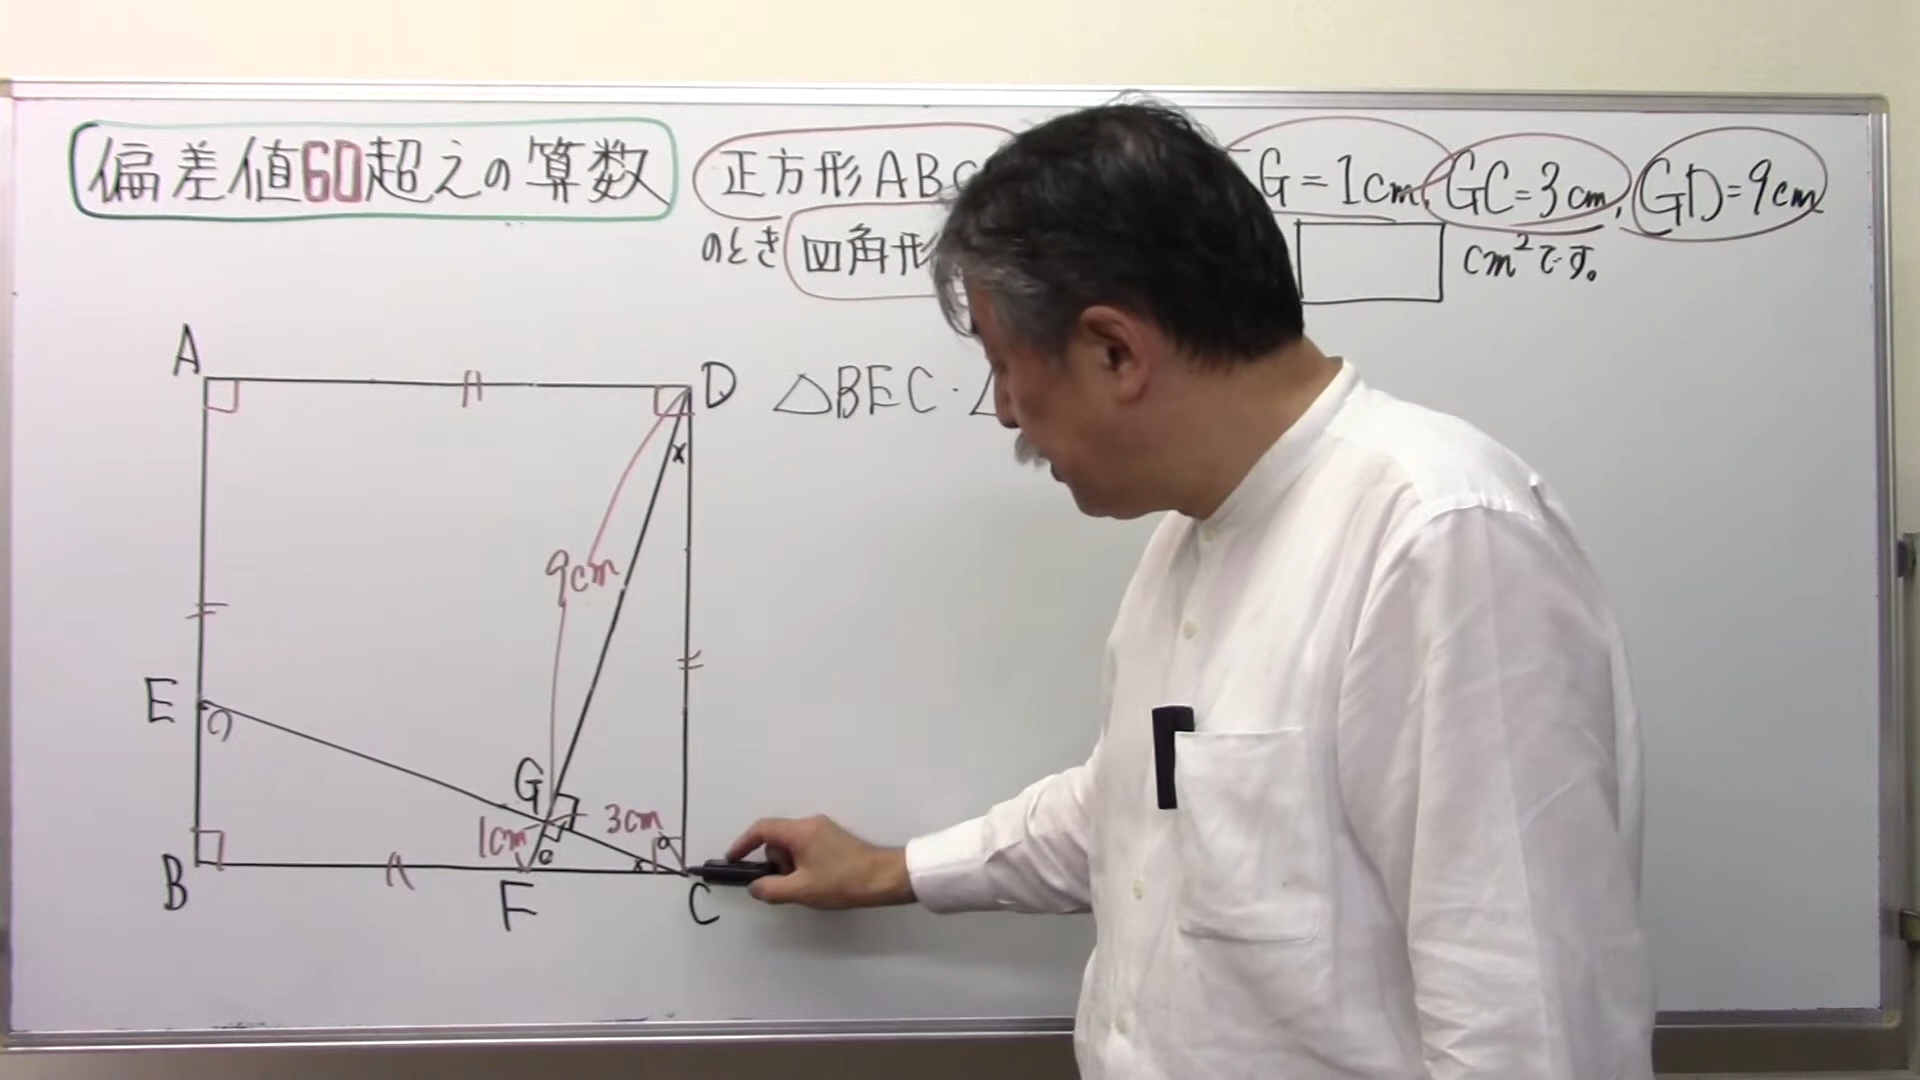 偏差値60超えの算数
正方形ABC G=1cm, GC=3cm, GD=9cm
のとき 四角形 cm²です。
A
D
△BEC・△
x
9cm
E
G
3cm
1cm
x
B
F
C